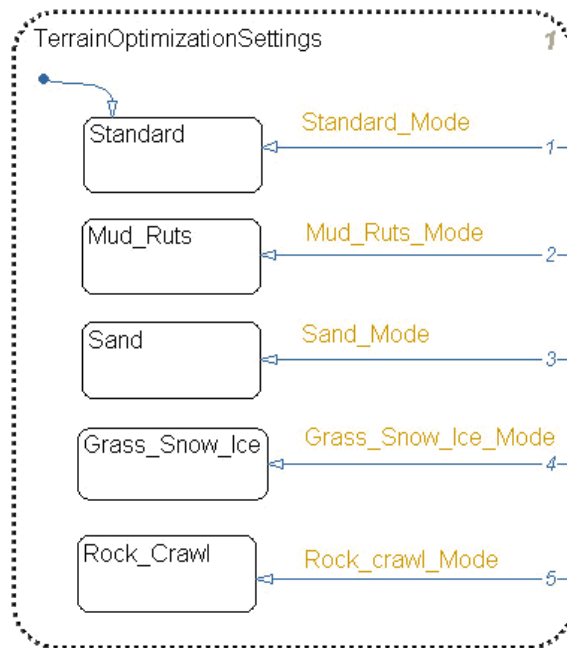 TerrainOptimizationSettings 1
Standard
Standard_Mode
1
Mud_Ruts
Mud_Ruts_Mode
2
Sand
Sand_Mode
3
Grass_Snow_Ice
Grass_Snow_Ice_Mode
4
Rock_Crawl
Rock_crawl_Mode
5